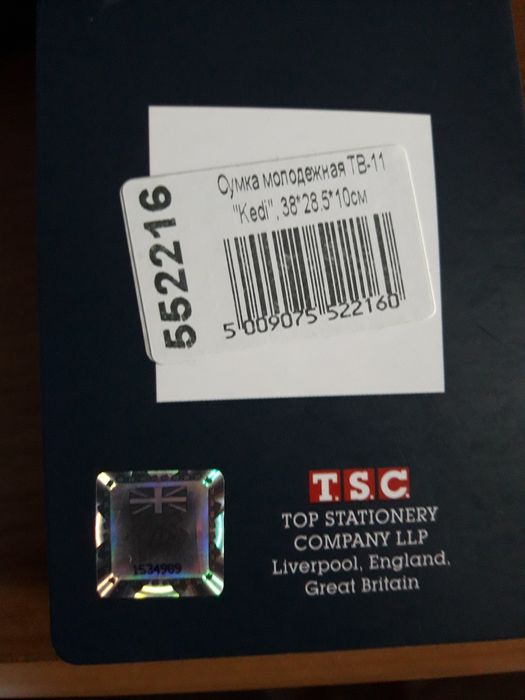 Сумка молодежная ТВ-11
"Kedi", 38*28.5*10см
552216
5 009075 522160
T.S.C.
TOP STATIONERY
COMPANY LLP
Liverpool, England,
Great Britain
1534989